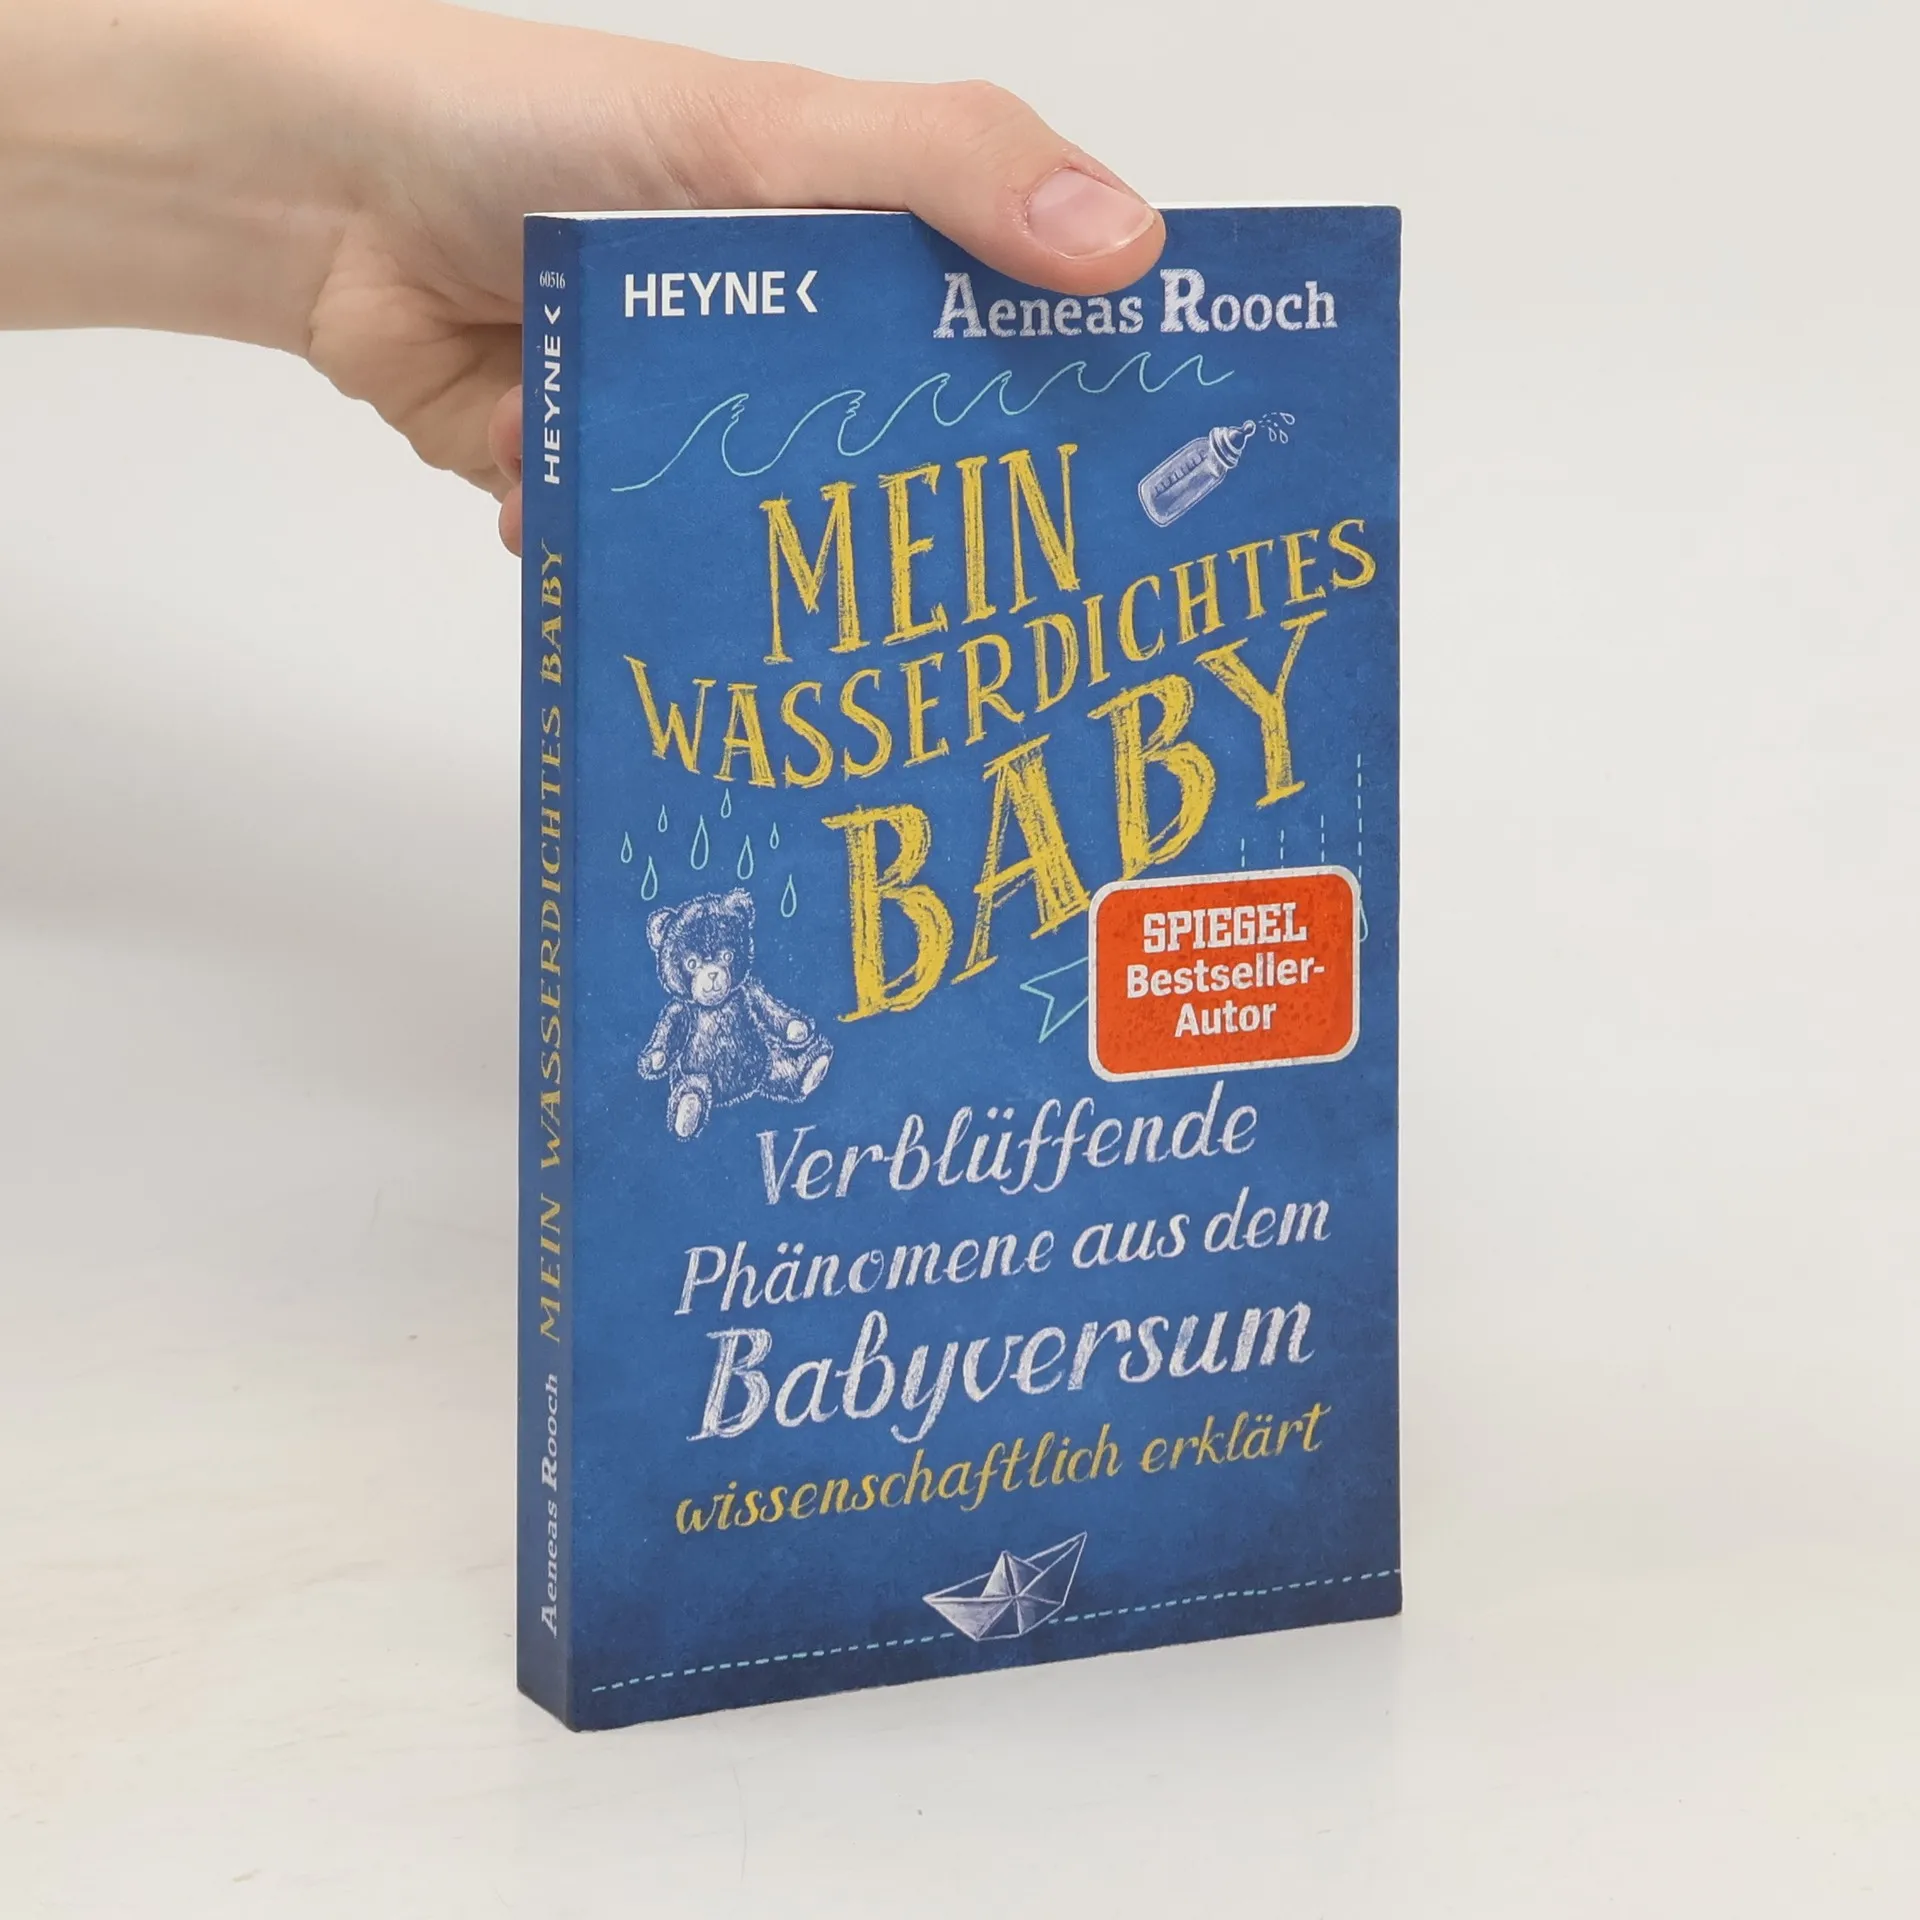 60516
HEYNE<
MEIN WASSERDICHTES BABY
Aeneas Rooch
HEYNE<
Aeneas Rooch
MEIN
WASSERDICHTES
BABY
SPIEGEL
Bestseller-
Autor
Verblüffende
Phänomene aus dem
Babyversum
wissenschaftlich erklärt